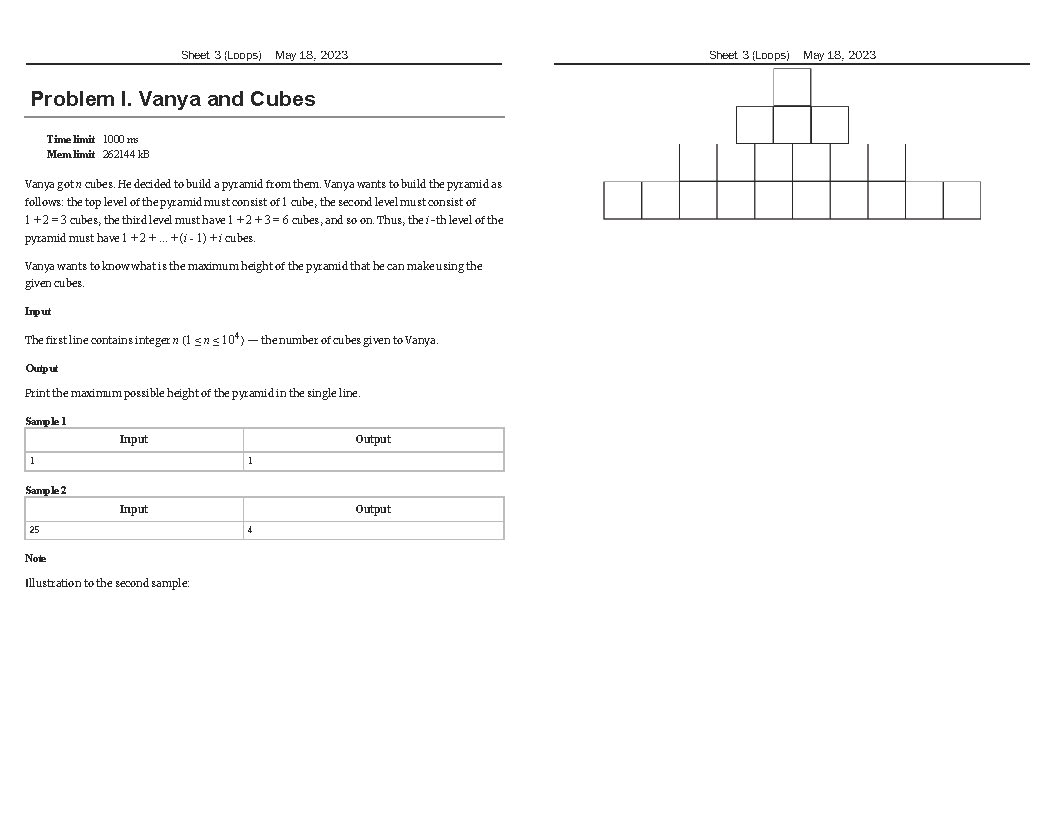 Sheet 3 (Loops) May 18, 2023
Problem I. Vanya and Cubes
Time limit 1000 ms
Mem limit 262144 kB
Vanya got n cubes. He decided to build a pyramid from them. Vanya wants to build the pyramid as
follows: the top level of the pyramid must consist of 1 cube, the second level must consist of
1 + 2 = 3 cubes, the third level must have 1 + 2 + 3 = 6 cubes, and so on. Thus, the i-th level of the
pyramid must have 1 + 2 + ... + (i - 1) + i cubes.
Vanya wants to know what is the maximum height of the pyramid that he can make using the
given cubes.
Input
The first line contains integer n (1 ≤ n ≤ 10⁴) — the number of cubes given to Vanya.
Output
Print the maximum possible height of the pyramid in the single line.
Sample 1
Input Output
1 1
Sample 2
Input Output
25 4
Note
Illustration to the second sample:
Sheet 3 (Loops) May 18, 2023